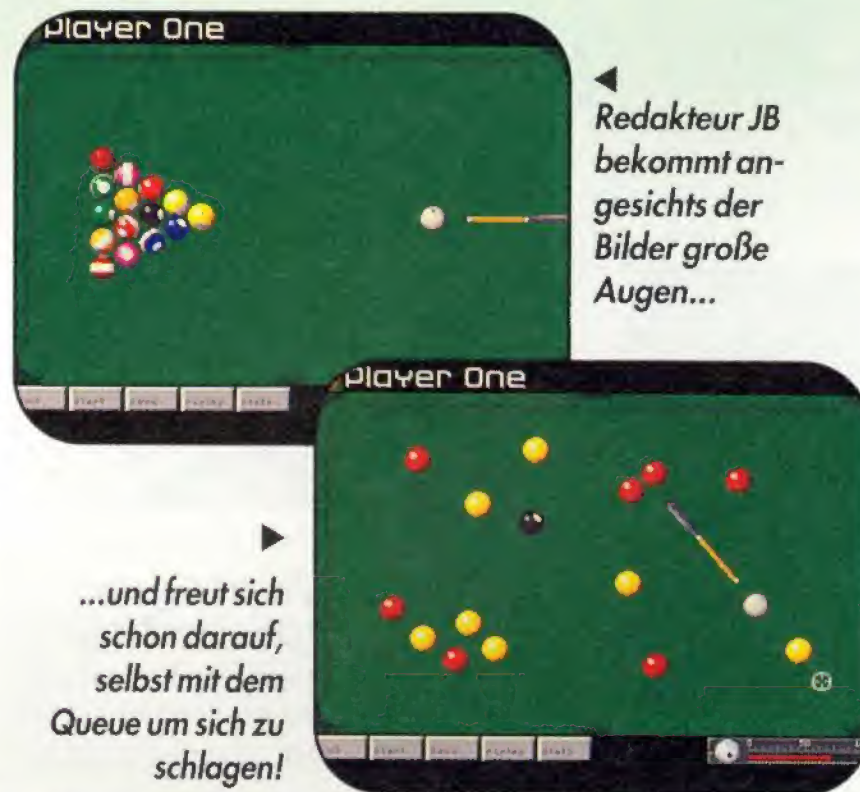 Player One
Redakteur JB
bekommt an-
gesichts der
Bilder große
Augen...
Player One
...und freut sich
schon darauf,
selbst mit dem
Queue um sich zu
schlagen!